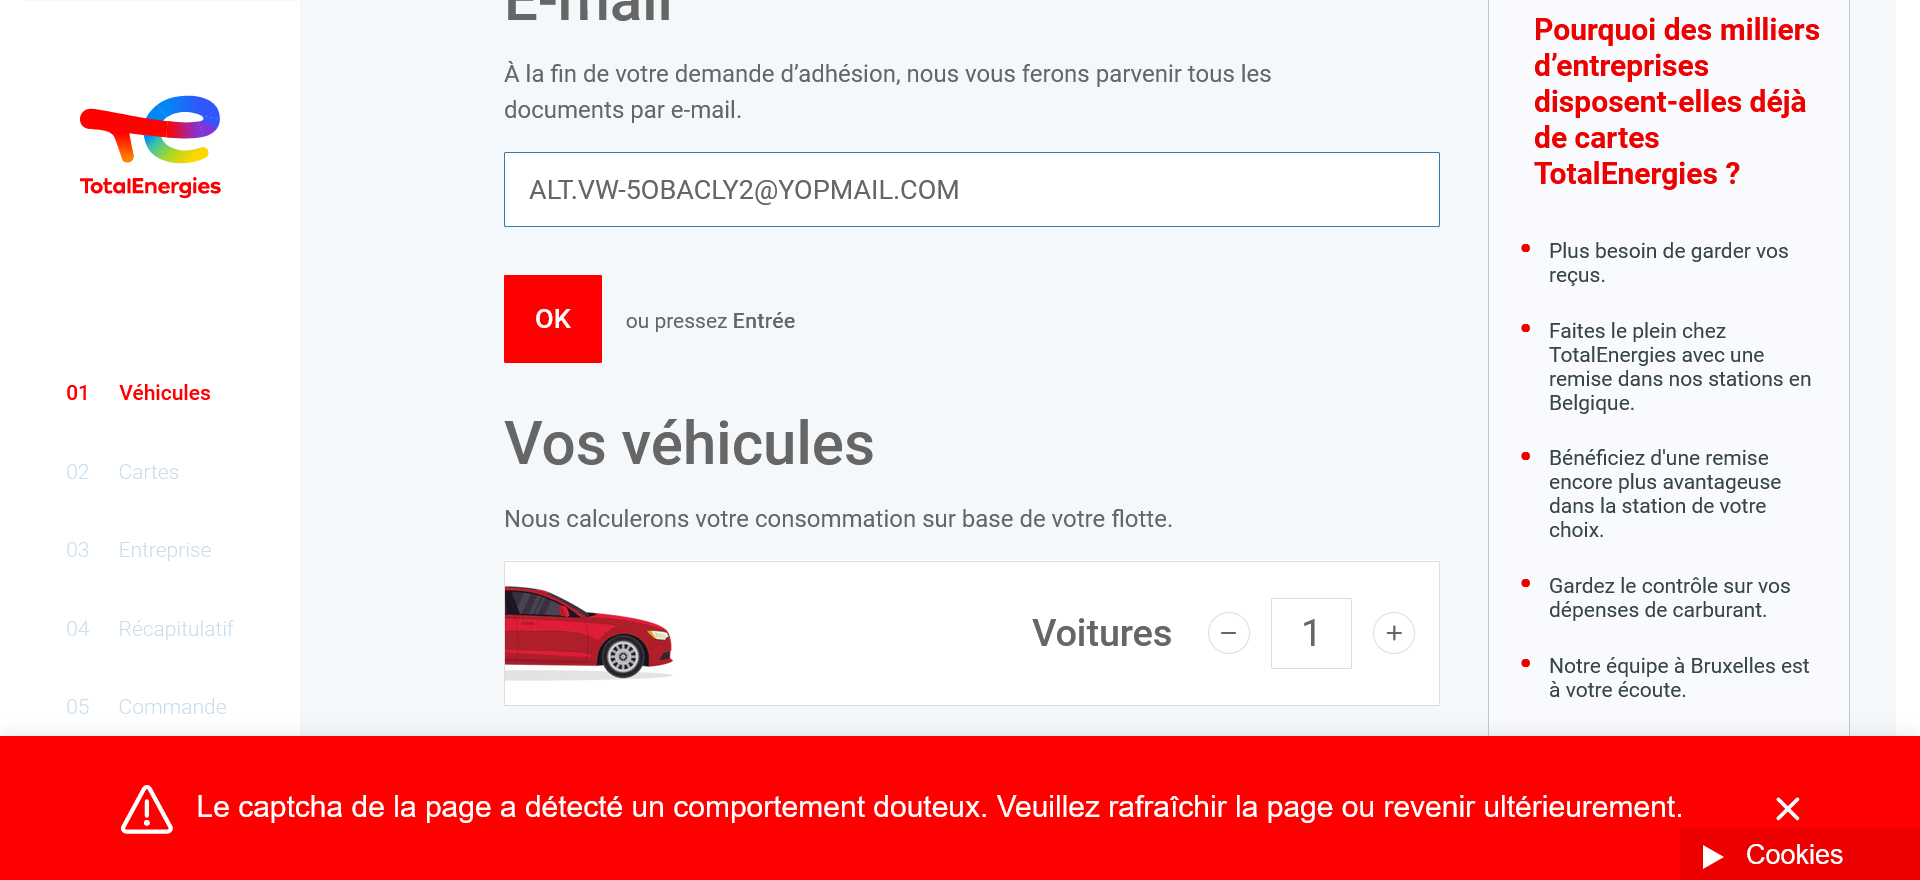 E-mail
À la fin de votre demande d’adhésion, nous vous ferons parvenir tous les
documents par e-mail.
ALT.VW-5OBACLY2@YOPMAIL.COM
OK
ou pressez Entrée
Vos véhicules
Nous calculerons votre consommation sur base de votre flotte.
Voitures
1
TotalEnergies
01 Véhicules
02 Cartes
03 Entreprise
04 Récapitulatif
05 Commande
Pourquoi des milliers
d’entreprises
disposent-elles déjà
de cartes
TotalEnergies ?
Plus besoin de garder vos
reçus.
Faites le plein chez
TotalEnergies avec une
remise dans nos stations en
Belgique.
Bénéficiez d'une remise
encore plus avantageuse
dans la station de votre
choix.
Gardez le contrôle sur vos
dépenses de carburant.
Notre équipe à Bruxelles est
à votre écoute.
Le captcha de la page a détecté un comportement douteux. Veuillez rafraîchir la page ou revenir ultérieurement.
Cookies